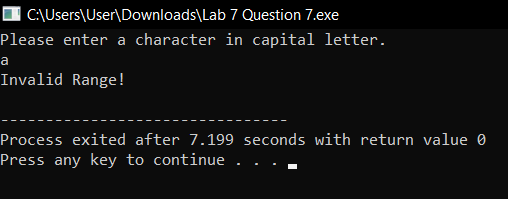 C:\Users\User\Downloads\Lab 7 Question 7.exe
Please enter a character in capital letter.
a
Invalid Range!
--------------------------------
Process exited after 7.199 seconds with return value 0
Press any key to continue . . .